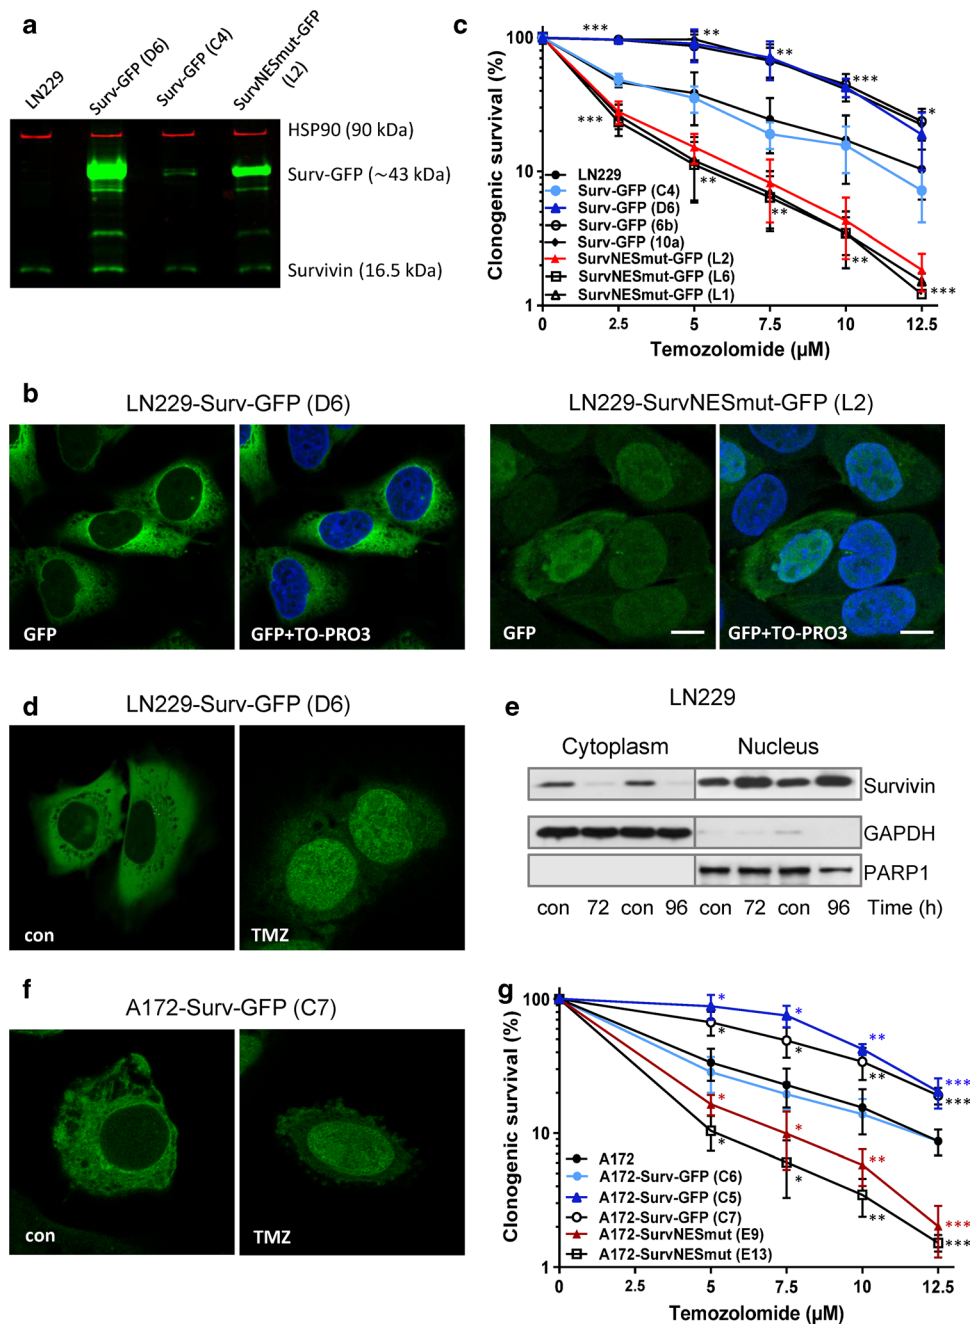 a
LN229
Surv-GFP (D6)
Surv-GFP (C4)
SurvNESmut-GFP
(L2)
HSP90 (90 kDa)
Surv-GFP (~43 kDa)
Survivin (16.5 kDa)
c
Clonogenic survival (%)
100
10
1
***
**
**
***
*
***
**
**
**
***
LN229
Surv-GFP (C4)
Surv-GFP (D6)
Surv-GFP (6b)
Surv-GFP (10a)
SurvNESmut-GFP (L2)
SurvNESmut-GFP (L6)
SurvNESmut-GFP (L1)
0 2.5 5 7.5 10 12.5
Temozolomide (µM)
b
LN229-Surv-GFP (D6)
GFP
GFP+TO-PRO3
LN229-SurvNESmut-GFP (L2)
GFP
GFP+TO-PRO3
d
LN229-Surv-GFP (D6)
con
TMZ
e
LN229
Cytoplasm Nucleus
Survivin
GAPDH
PARP1
con 72 con 96 con 72 con 96 Time (h)
f
A172-Surv-GFP (C7)
con
TMZ
g
Clonogenic survival (%)
100
10
1
*
*
**
***
*
*
**
***
*
*
**
***
*
*
**
***
A172
A172-Surv-GFP (C6)
A172-Surv-GFP (C5)
A172-Surv-GFP (C7)
A172-SurvNESmut (E9)
A172-SurvNESmut (E13)
0 5 7.5 10 12.5
Temozolomide (µM)